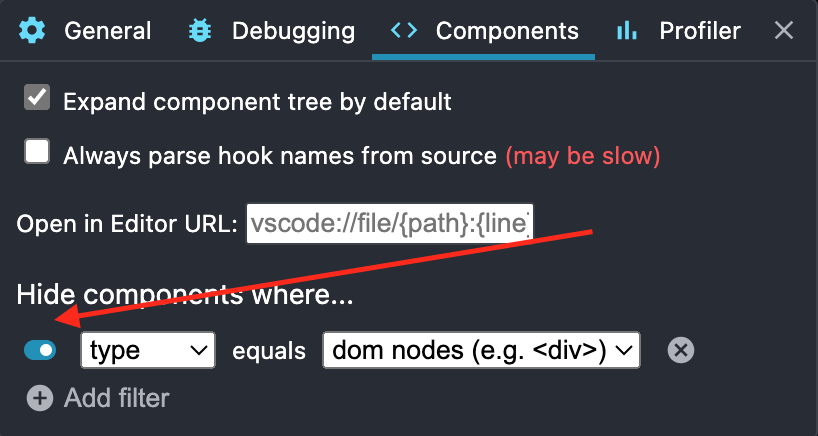 General Debugging Components Profiler
Expand component tree by default
Always parse hook names from source (may be slow)
Open in Editor URL: vscode://file/{path}:{line
Hide components where...
type equals dom nodes (e.g. <div>)
Add filter